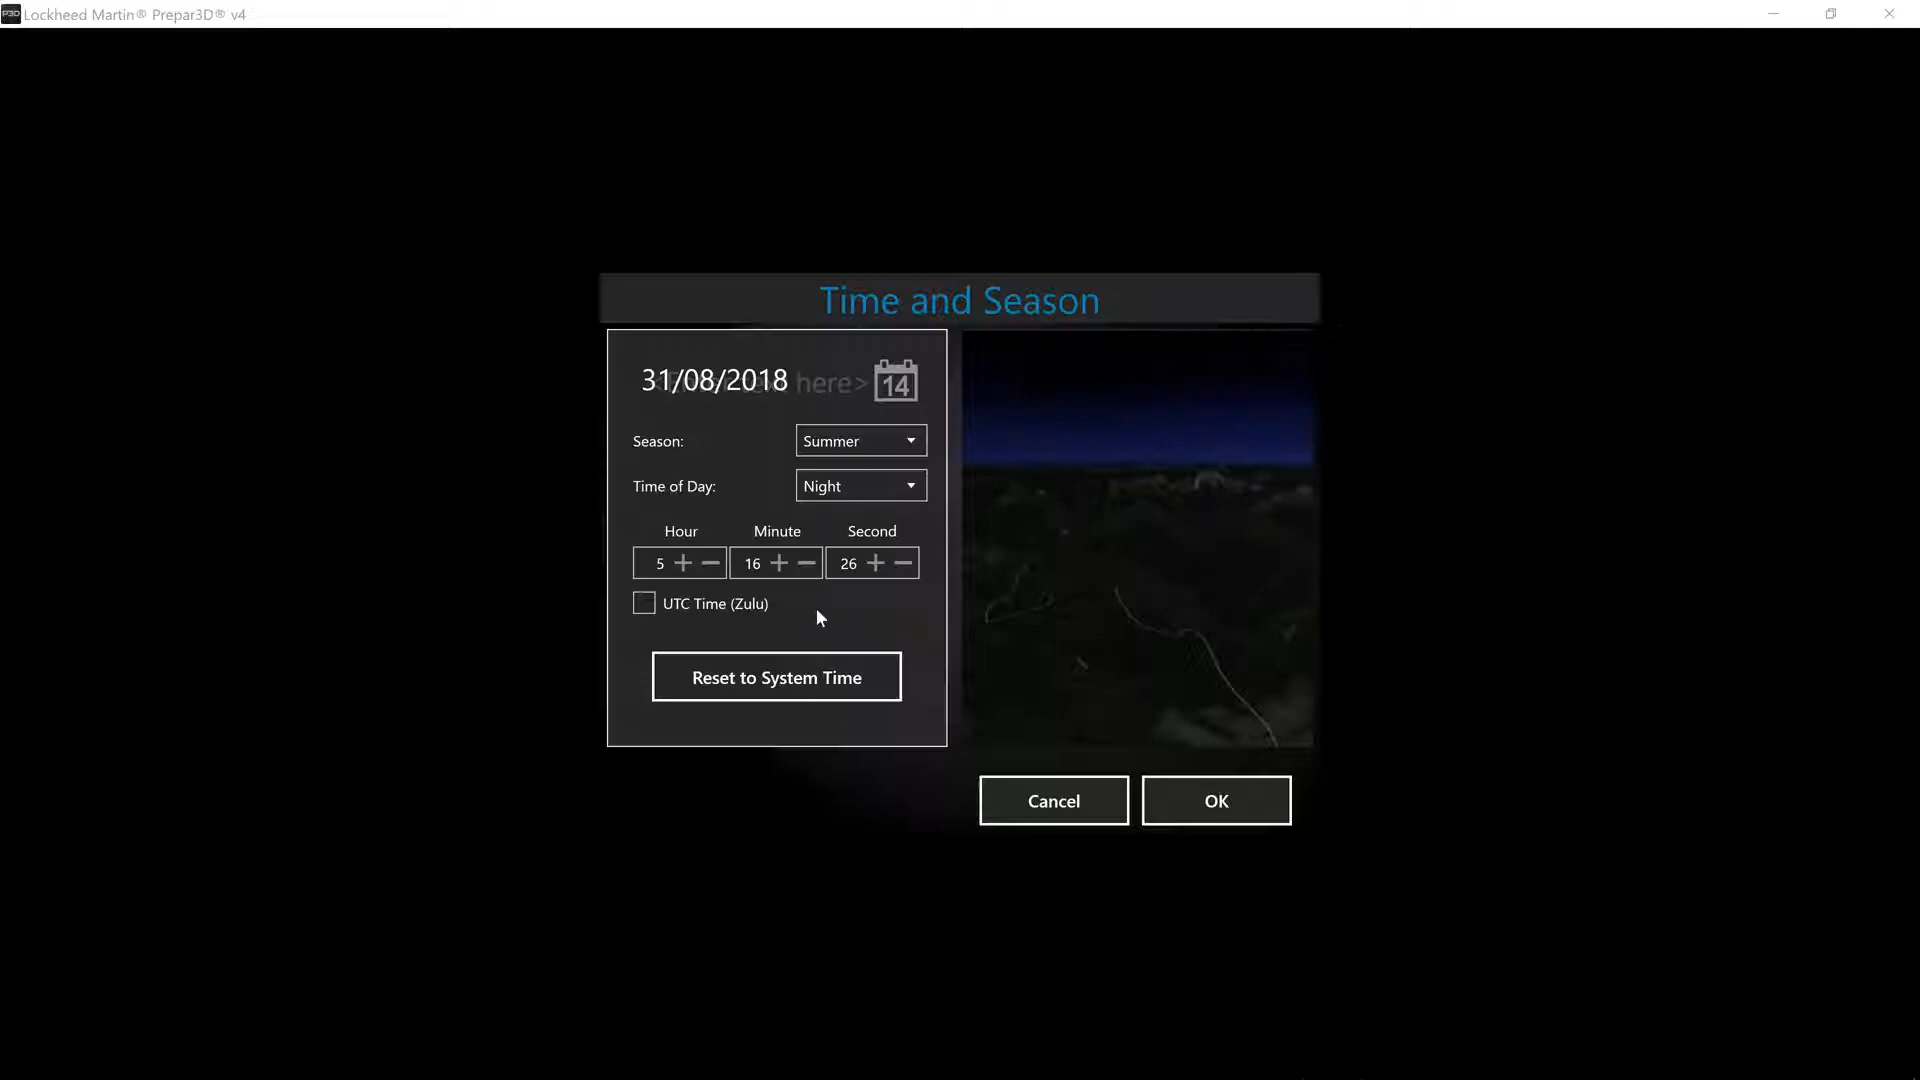 P3D Lockheed Martin® Prepar3D® v4
Time and Season
31/08/2018 here>
14
Season: Summer
Time of Day: Night
Hour Minute Second
5 16 26
UTC Time (Zulu)
Reset to System Time
Cancel OK